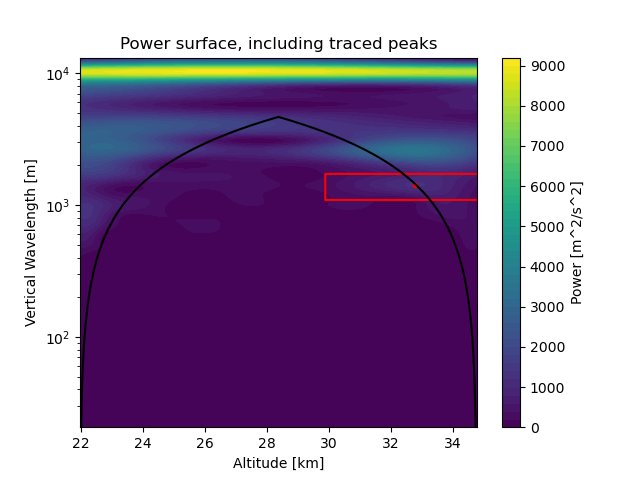 Power surface, including traced peaks
Vertical Wavelength [m]
10^4
10^3
10^2
22 24 26 28 30 32 34
Altitude [km]
9000
8000
7000
6000
5000
4000
3000
2000
1000
0
Power [m^2/s^2]